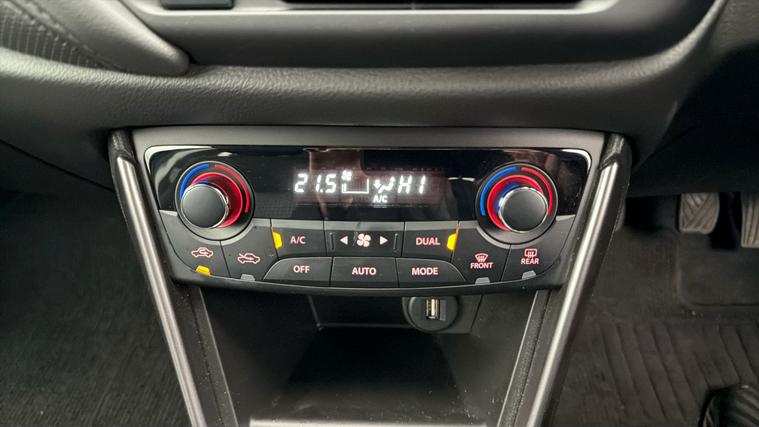 21.5 HI
A/C
A/C DUAL
OFF AUTO MODE FRONT REAR